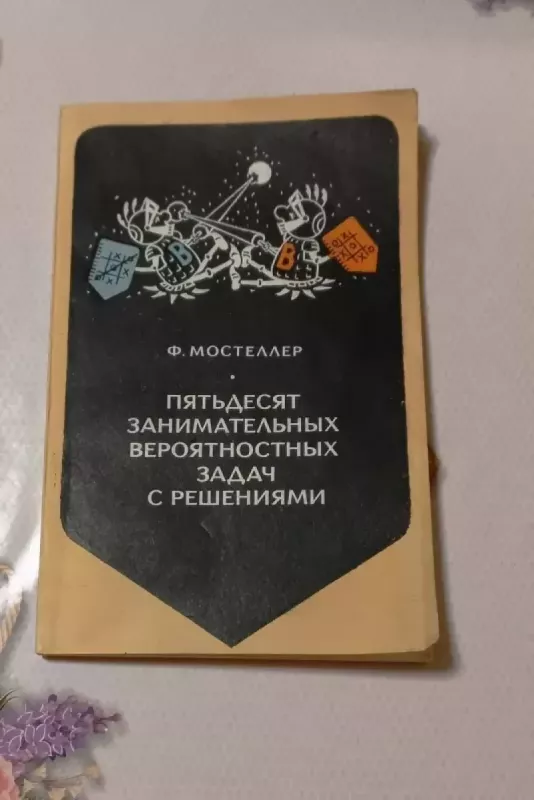 В
В
Ф. МОСТЕЛЛЕР
ПЯТЬДЕСЯТ
ЗАНИМАТЕЛЬНЫХ
ВЕРОЯТНОСТНЫХ
ЗАДАЧ
С РЕШЕНИЯМИ